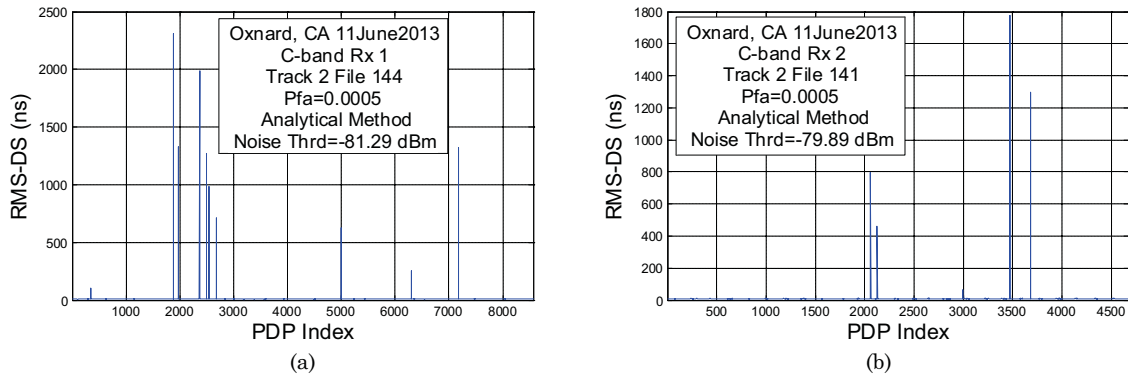 2500
2000
1500
1000
500
0
RMS-DS (ns)
Oxnard, CA 11June2013
C-band Rx 1
Track 2 File 144
Pfa=0.0005
Analytical Method
Noise Thrd=-81.29 dBm
1000 2000 3000 4000 5000 6000 7000 8000
PDP Index
(a)
1800
1600
1400
1200
1000
800
600
400
200
0
RMS-DS (ns)
Oxnard, CA 11June2013
C-band Rx 2
Track 2 File 141
Pfa=0.0005
Analytical Method
Noise Thrd=-79.89 dBm
500 1000 1500 2000 2500 3000 3500 4000 4500
PDP Index
(b)